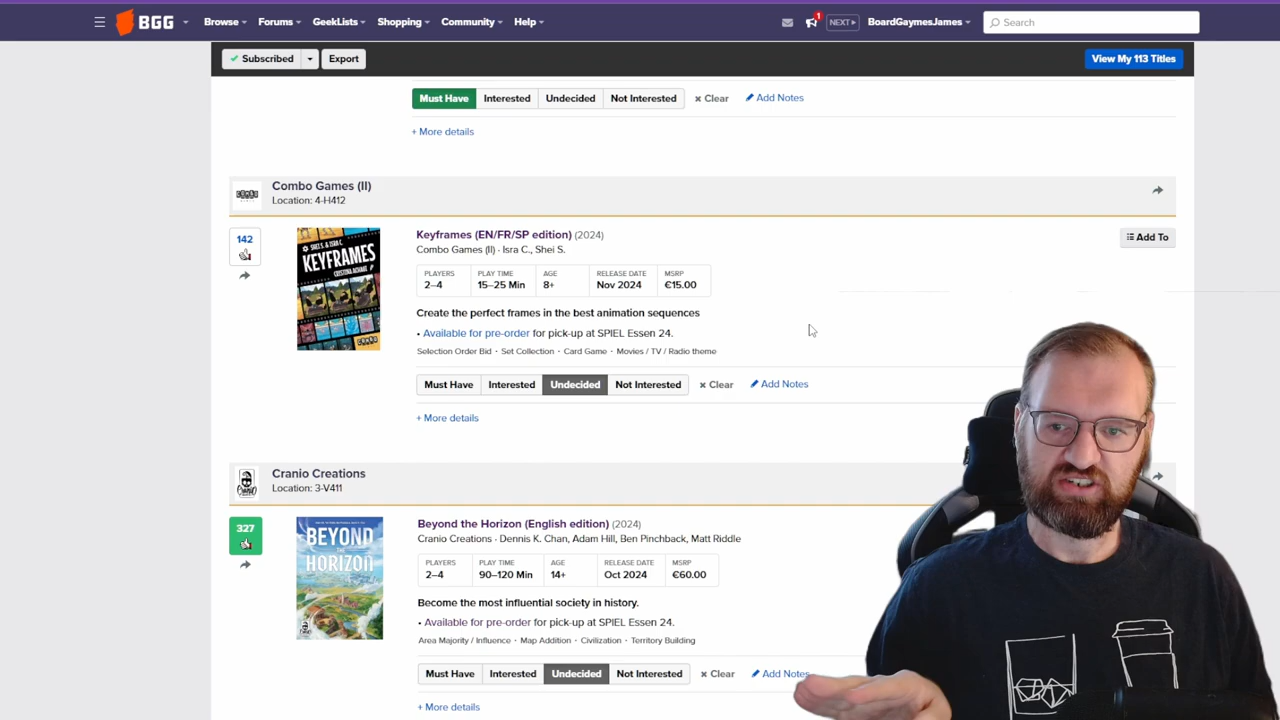 BGG
Browse
Forums
GeekLists
Shopping
Community
Help
1
NEXT
BoardGaymesJames
Search
Subscribed
Export
View My 113 Titles
Must Have
Interested
Undecided
Not Interested
Clear
Add Notes
+ More details
COMBO
Combo Games (II)
Location: 4-H412
142
SHEI S. & ISRA C.
KEYFRAMES
CRISTINA
COMBO
Keyframes (EN/FR/SP edition) (2024)
Combo Games (II) · Isra C., Shei S.
PLAYERS
2–4
PLAY TIME
15–25 Min
AGE
8+
RELEASE DATE
Nov 2024
MSRP
€15.00
Add To
Create the perfect frames in the best animation sequences
• Available for pre-order for pick-up at SPIEL Essen 24.
Selection Order Bid · Set Collection · Card Game · Movies / TV / Radio theme
Must Have
Interested
Undecided
Not Interested
Clear
Add Notes
+ More details
CRANIO
Cranio Creations
Location: 3-V411
327
BEYOND
THE
HORIZON
Beyond the Horizon (English edition) (2024)
Cranio Creations · Dennis K. Chan, Adam Hill, Ben Pinchback, Matt Riddle
PLAYERS
2–4
PLAY TIME
90–120 Min
AGE
14+
RELEASE DATE
Oct 2024
MSRP
€60.00
Become the most influential society in history.
• Available for pre-order for pick-up at SPIEL Essen 24.
Area Majority / Influence · Map Addition · Civilization · Territory Building
Must Have
Interested
Undecided
Not Interested
Clear
Add Notes
+ More details